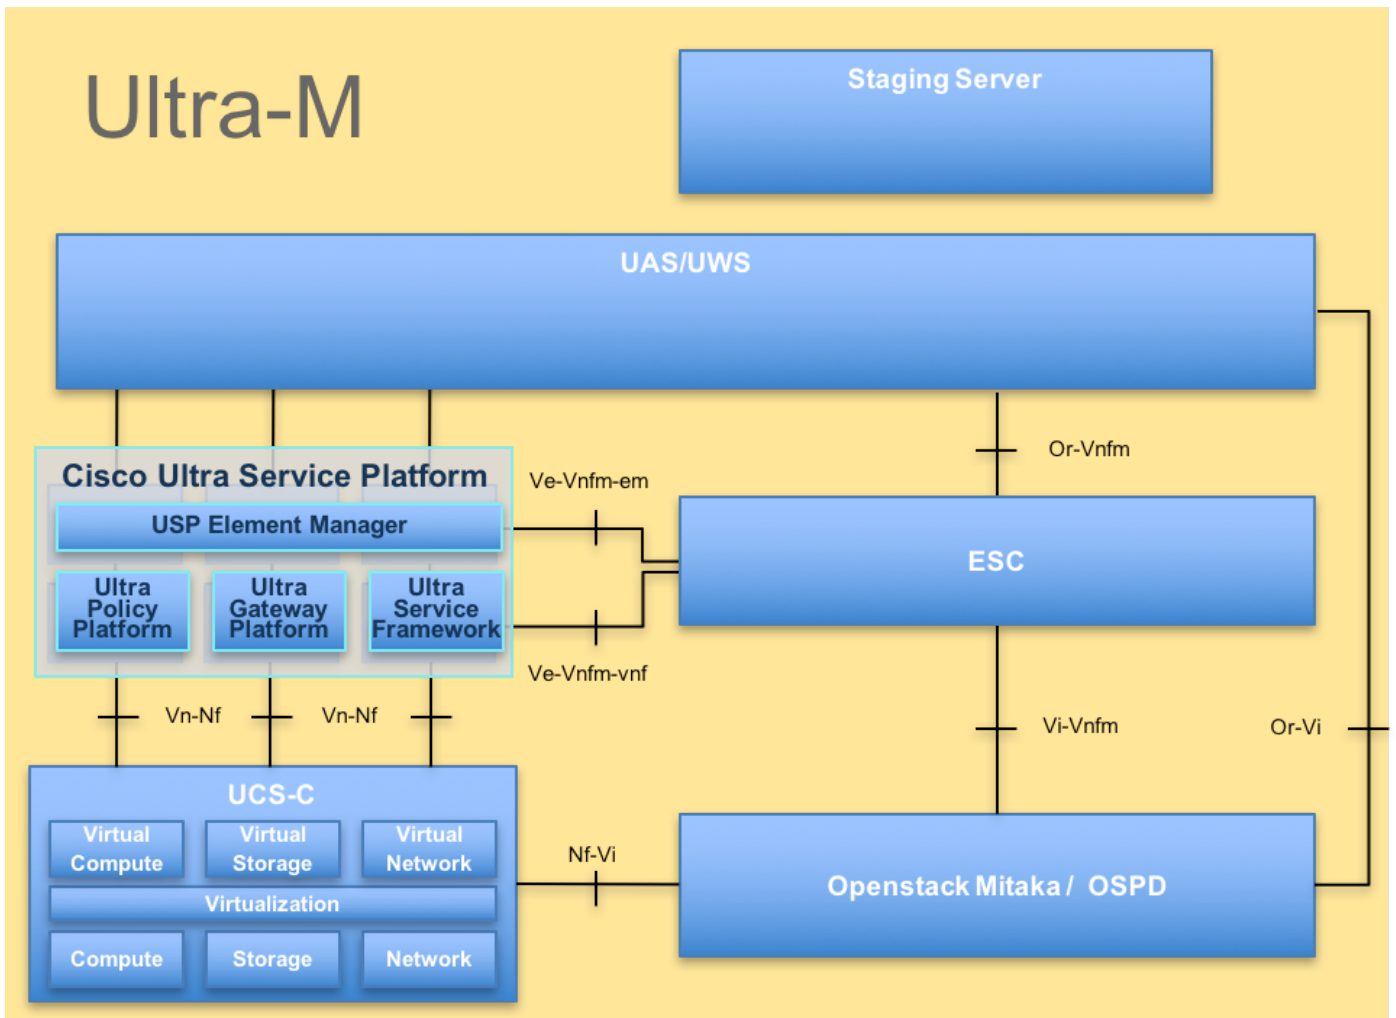 Ultra-M
Staging Server
UAS/UWS
Or-Vnfm
Cisco Ultra Service Platform
Ve-Vnfm-em
USP Element Manager
ESC
Ultra
Policy
Platform
Ultra
Gateway
Platform
Ultra
Service
Framework
Ve-Vnfm-vnf
Vn-Nf
Vn-Nf
Vi-Vnfm
Or-Vi
UCS-C
Virtual
Compute
Virtual
Storage
Virtual
Network
Nf-Vi
Openstack Mitaka / OSPD
Virtualization
Compute
Storage
Network